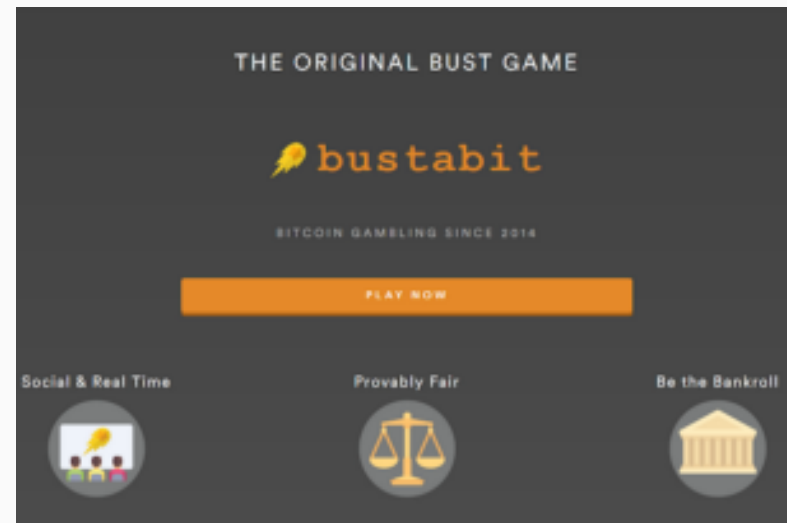 THE ORIGINAL BUST GAME
bustabit
BITCOIN GAMBLING SINCE 2014
PLAY NOW
Social & Real Time
Provably Fair
Be the Bankroll